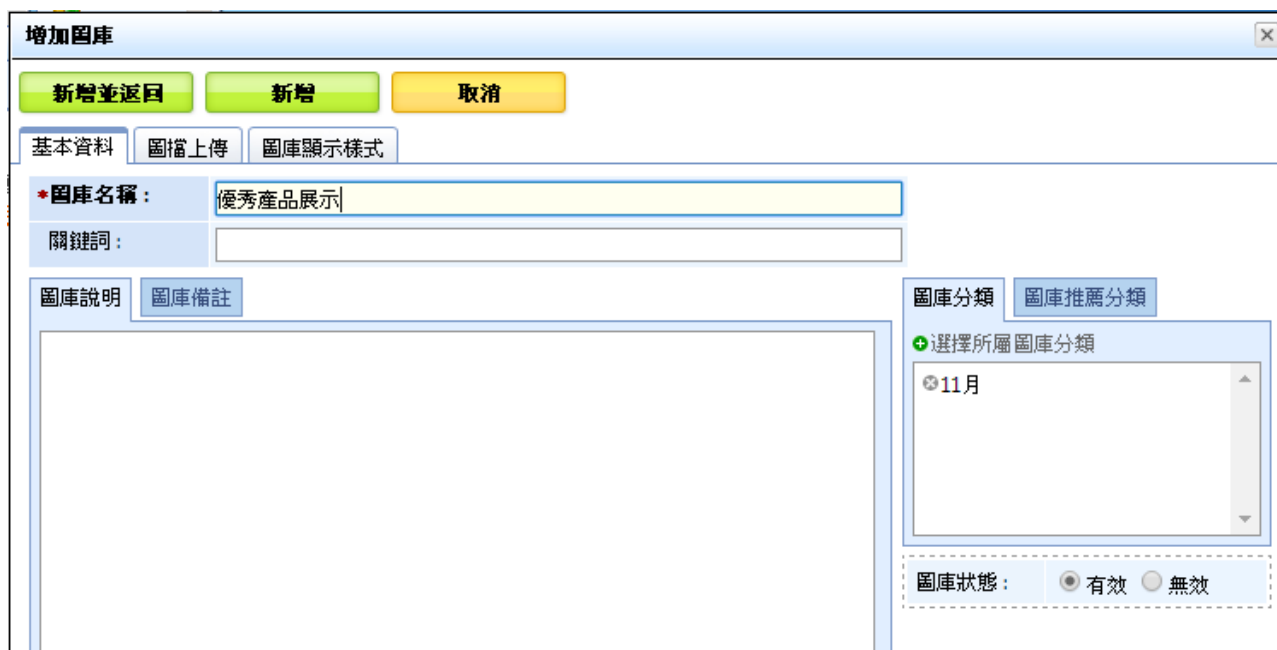 增加圖庫
新增並返回 新增 取消
基本資料 圖檔上傳 圖庫顯示樣式
*圖庫名稱：優秀產品展示
關鍵詞：
圖庫說明 圖庫備註 圖庫分類 圖庫推薦分類
選擇所屬圖庫分類
11月
圖庫狀態： 有效 無效